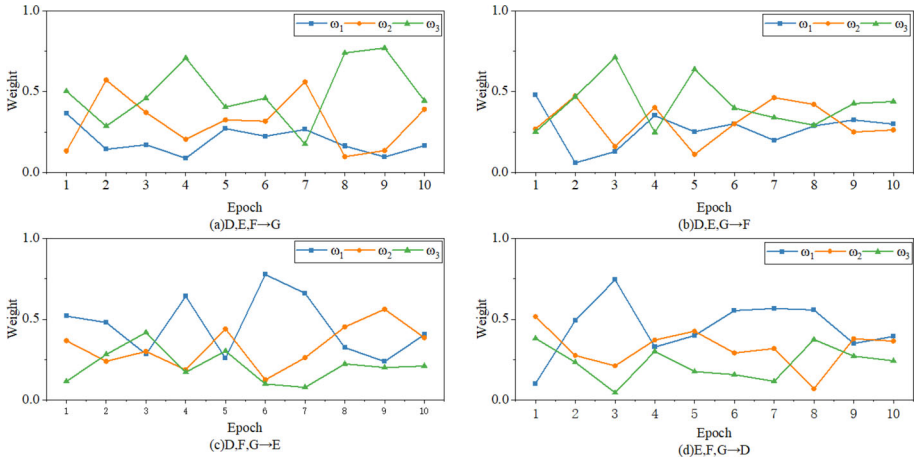 1.0
ω1 ω2 ω3
Weight
0.5
0.0
1 2 3 4 5 6 7 8 9 10
Epoch
(a)D,E,F→G
1.0
ω1 ω2 ω3
Weight
0.5
0.0
1 2 3 4 5 6 7 8 9 10
Epoch
(b)D,E,G→F
1.0
ω1 ω2 ω3
Weight
0.5
0.0
1 2 3 4 5 6 7 8 9 10
Epoch
(c)D,F,G→E
1.0
ω1 ω2 ω3
Weight
0.5
0.0
1 2 3 4 5 6 7 8 9 10
Epoch
(d)E,F,G→D